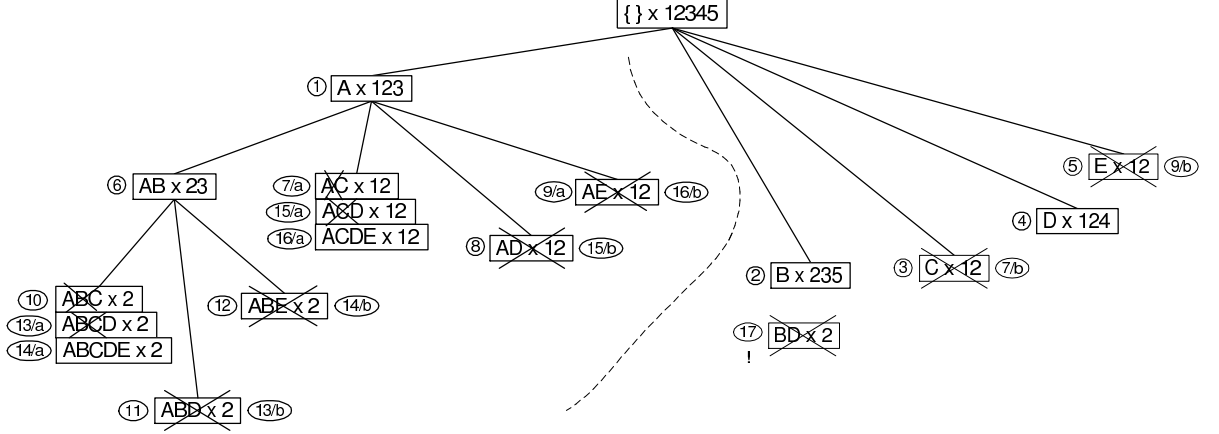 { } x 12345
1 A x 123
5 E x 12 9/b
6 AB x 23
7/a AC x 12
9/a AE x 12 16/b
15/a ACD x 12
4 D x 124
16/a ACDE x 12
8 AD x 12 15/b
2 B x 235
3 C x 12 7/b
10 ABC x 2
12 ABE x 2 14/b
13/a ABCD x 2
17 BD x 2
!
14/a ABCDE x 2
11 ABD x 2 13/b